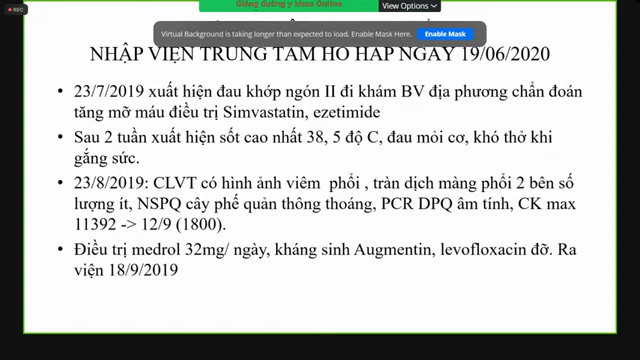 REC
Giảng đường y khoa Online
View Options
Virtual Background is taking longer than expected to load. Enable Mask Here. Enable Mask
NHẬP VIỆN TRUNG TÂM HÔ HẤP NGÀY 19/06/2020
• 23/7/2019 xuất hiện đau khớp ngón II đi khám BV địa phương chẩn đoán
tăng mỡ máu điều trị Simvastatin, ezetimide
• Sau 2 tuần xuất hiện sốt cao nhất 38, 5 độ C, đau mỏi cơ, khó thở khi
gắng sức.
• 23/8/2019: CLVT có hình ảnh viêm phổi , tràn dịch màng phổi 2 bên số
lượng ít, NSPQ cây phế quản thông thoáng, PCR DPQ âm tính, CK max
11392 -> 12/9 (1800).
• Điều trị medrol 32mg/ ngày, kháng sinh Augmentin, levofloxacin đỡ. Ra
viện 18/9/2019